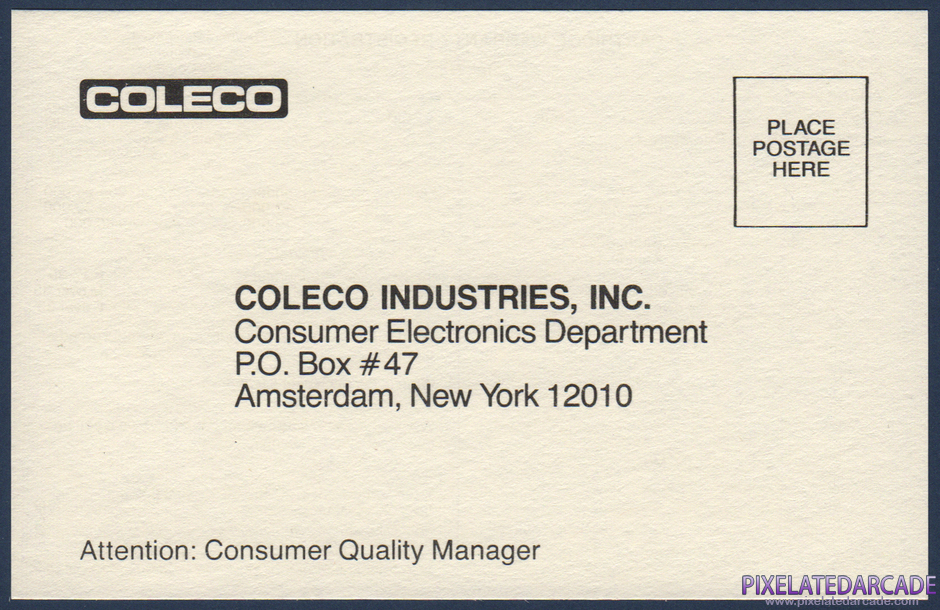 COLECO
PLACE
POSTAGE
HERE
COLECO INDUSTRIES, INC.
Consumer Electronics Department
P.O. Box #47
Amsterdam, New York 12010
Attention: Consumer Quality Manager
PIXELATEDARCADE
www.pixelatedarcade.com